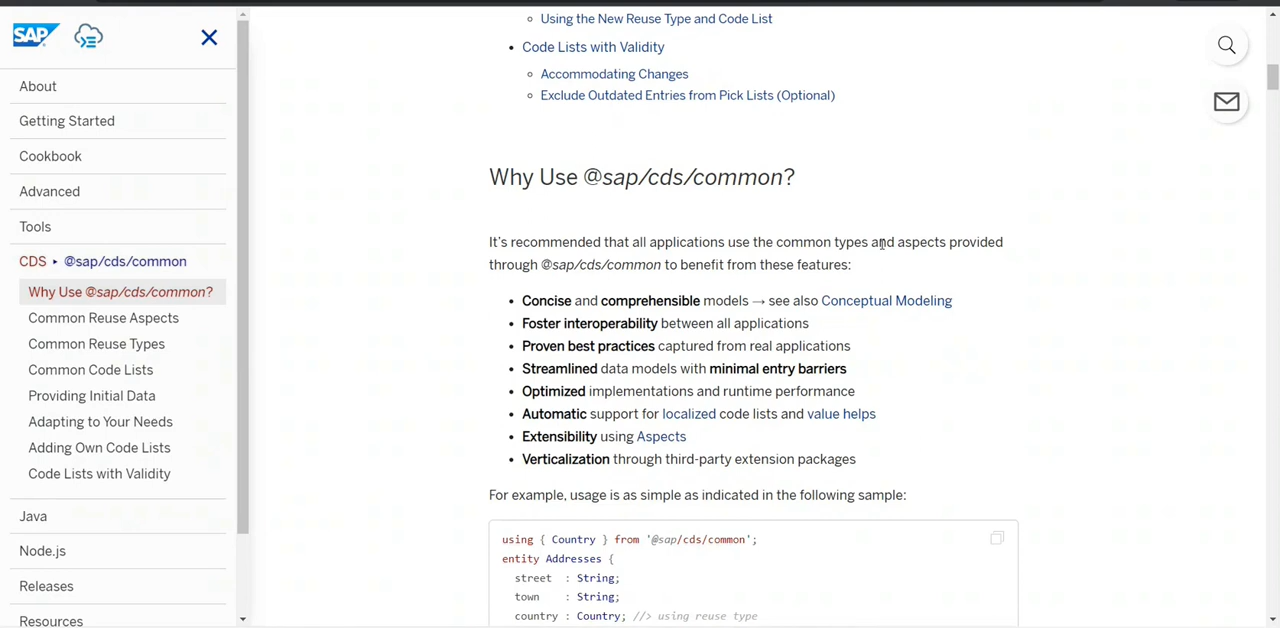 SAP
About
Getting Started
Cookbook
Advanced
Tools
CDS ▸ @sap/cds/common
Why Use @sap/cds/common?
Common Reuse Aspects
Common Reuse Types
Common Code Lists
Providing Initial Data
Adapting to Your Needs
Adding Own Code Lists
Code Lists with Validity
Java
Node.js
Releases
Resources
Using the New Reuse Type and Code List
Code Lists with Validity
Accommodating Changes
Exclude Outdated Entries from Pick Lists (Optional)
Why Use @sap/cds/common?
It's recommended that all applications use the common types and aspects provided
through @sap/cds/common to benefit from these features:
Concise and comprehensible models → see also Conceptual Modeling
Foster interoperability between all applications
Proven best practices captured from real applications
Streamlined data models with minimal entry barriers
Optimized implementations and runtime performance
Automatic support for localized code lists and value helps
Extensibility using Aspects
Verticalization through third-party extension packages
For example, usage is as simple as indicated in the following sample:
using { Country } from '@sap/cds/common';
entity Addresses {
street : String;
town : String;
country : Country; //> using reuse type